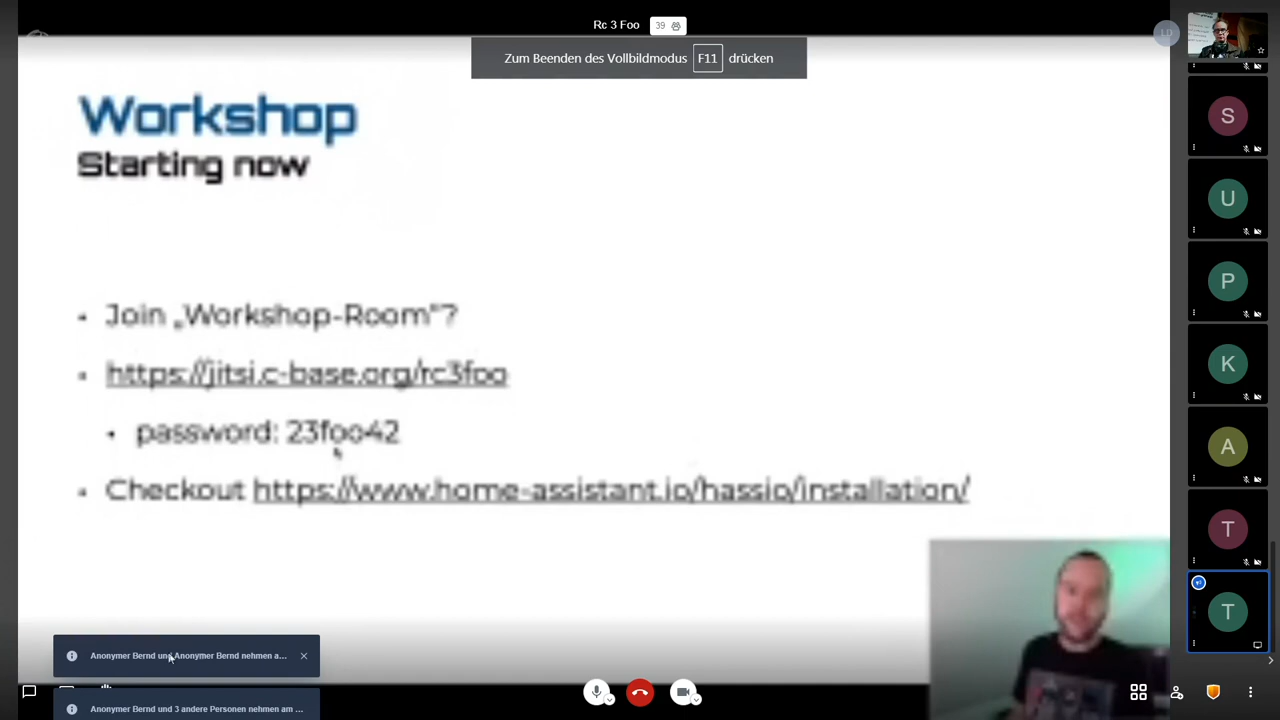 Rc 3 Foo 39
LD
Zum Beenden des Vollbildmodus F11 drücken
Workshop
Starting now
Join „Workshop-Room"?
https://jitsi.c-base.org/rc3foo
password: 23foo42
Checkout https://www.home-assistant.io/hassio/installation/
S
U
P
K
A
T
T
Anonymer Bernd und Anonymer Bernd nehmen a...
Anonymer Bernd und 3 andere Personen nehmen am ...